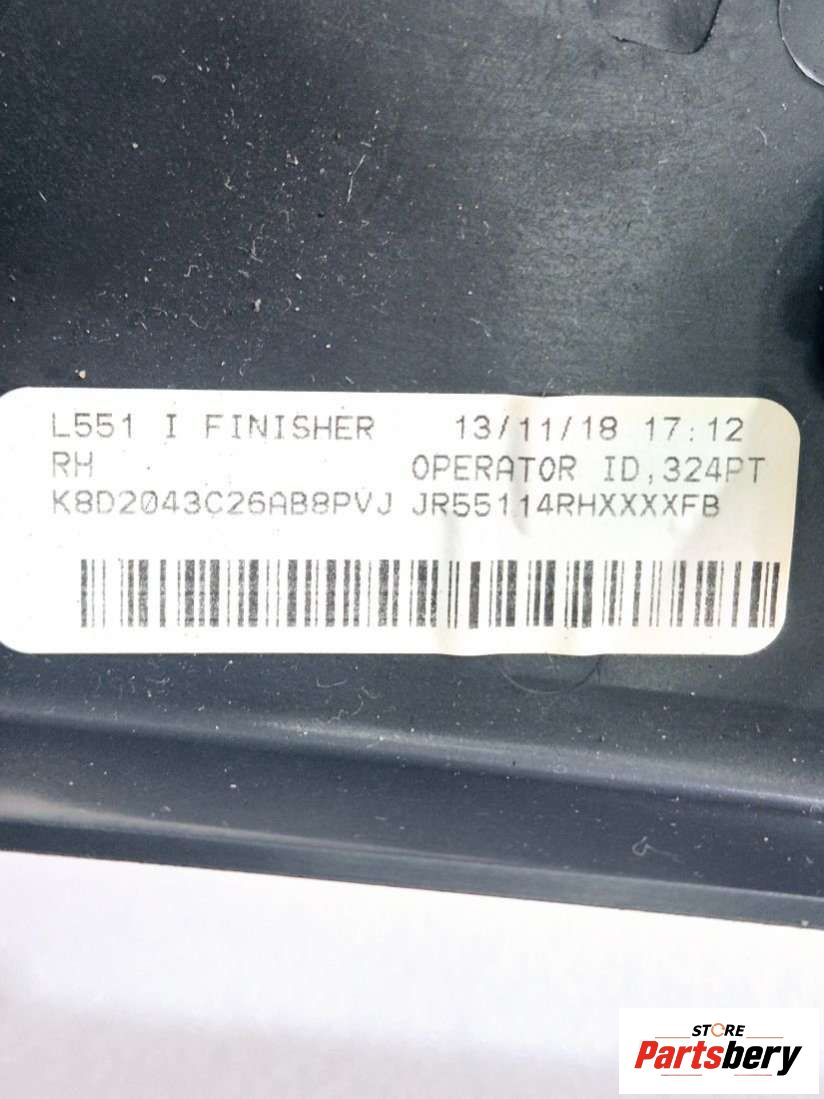 L551 I FINISHER 13/11/18 17:12
RH OPERATOR ID,324PT
K8D2043C26AB8PVJ JR55114RHXXXXFB
STORE
Partsbery